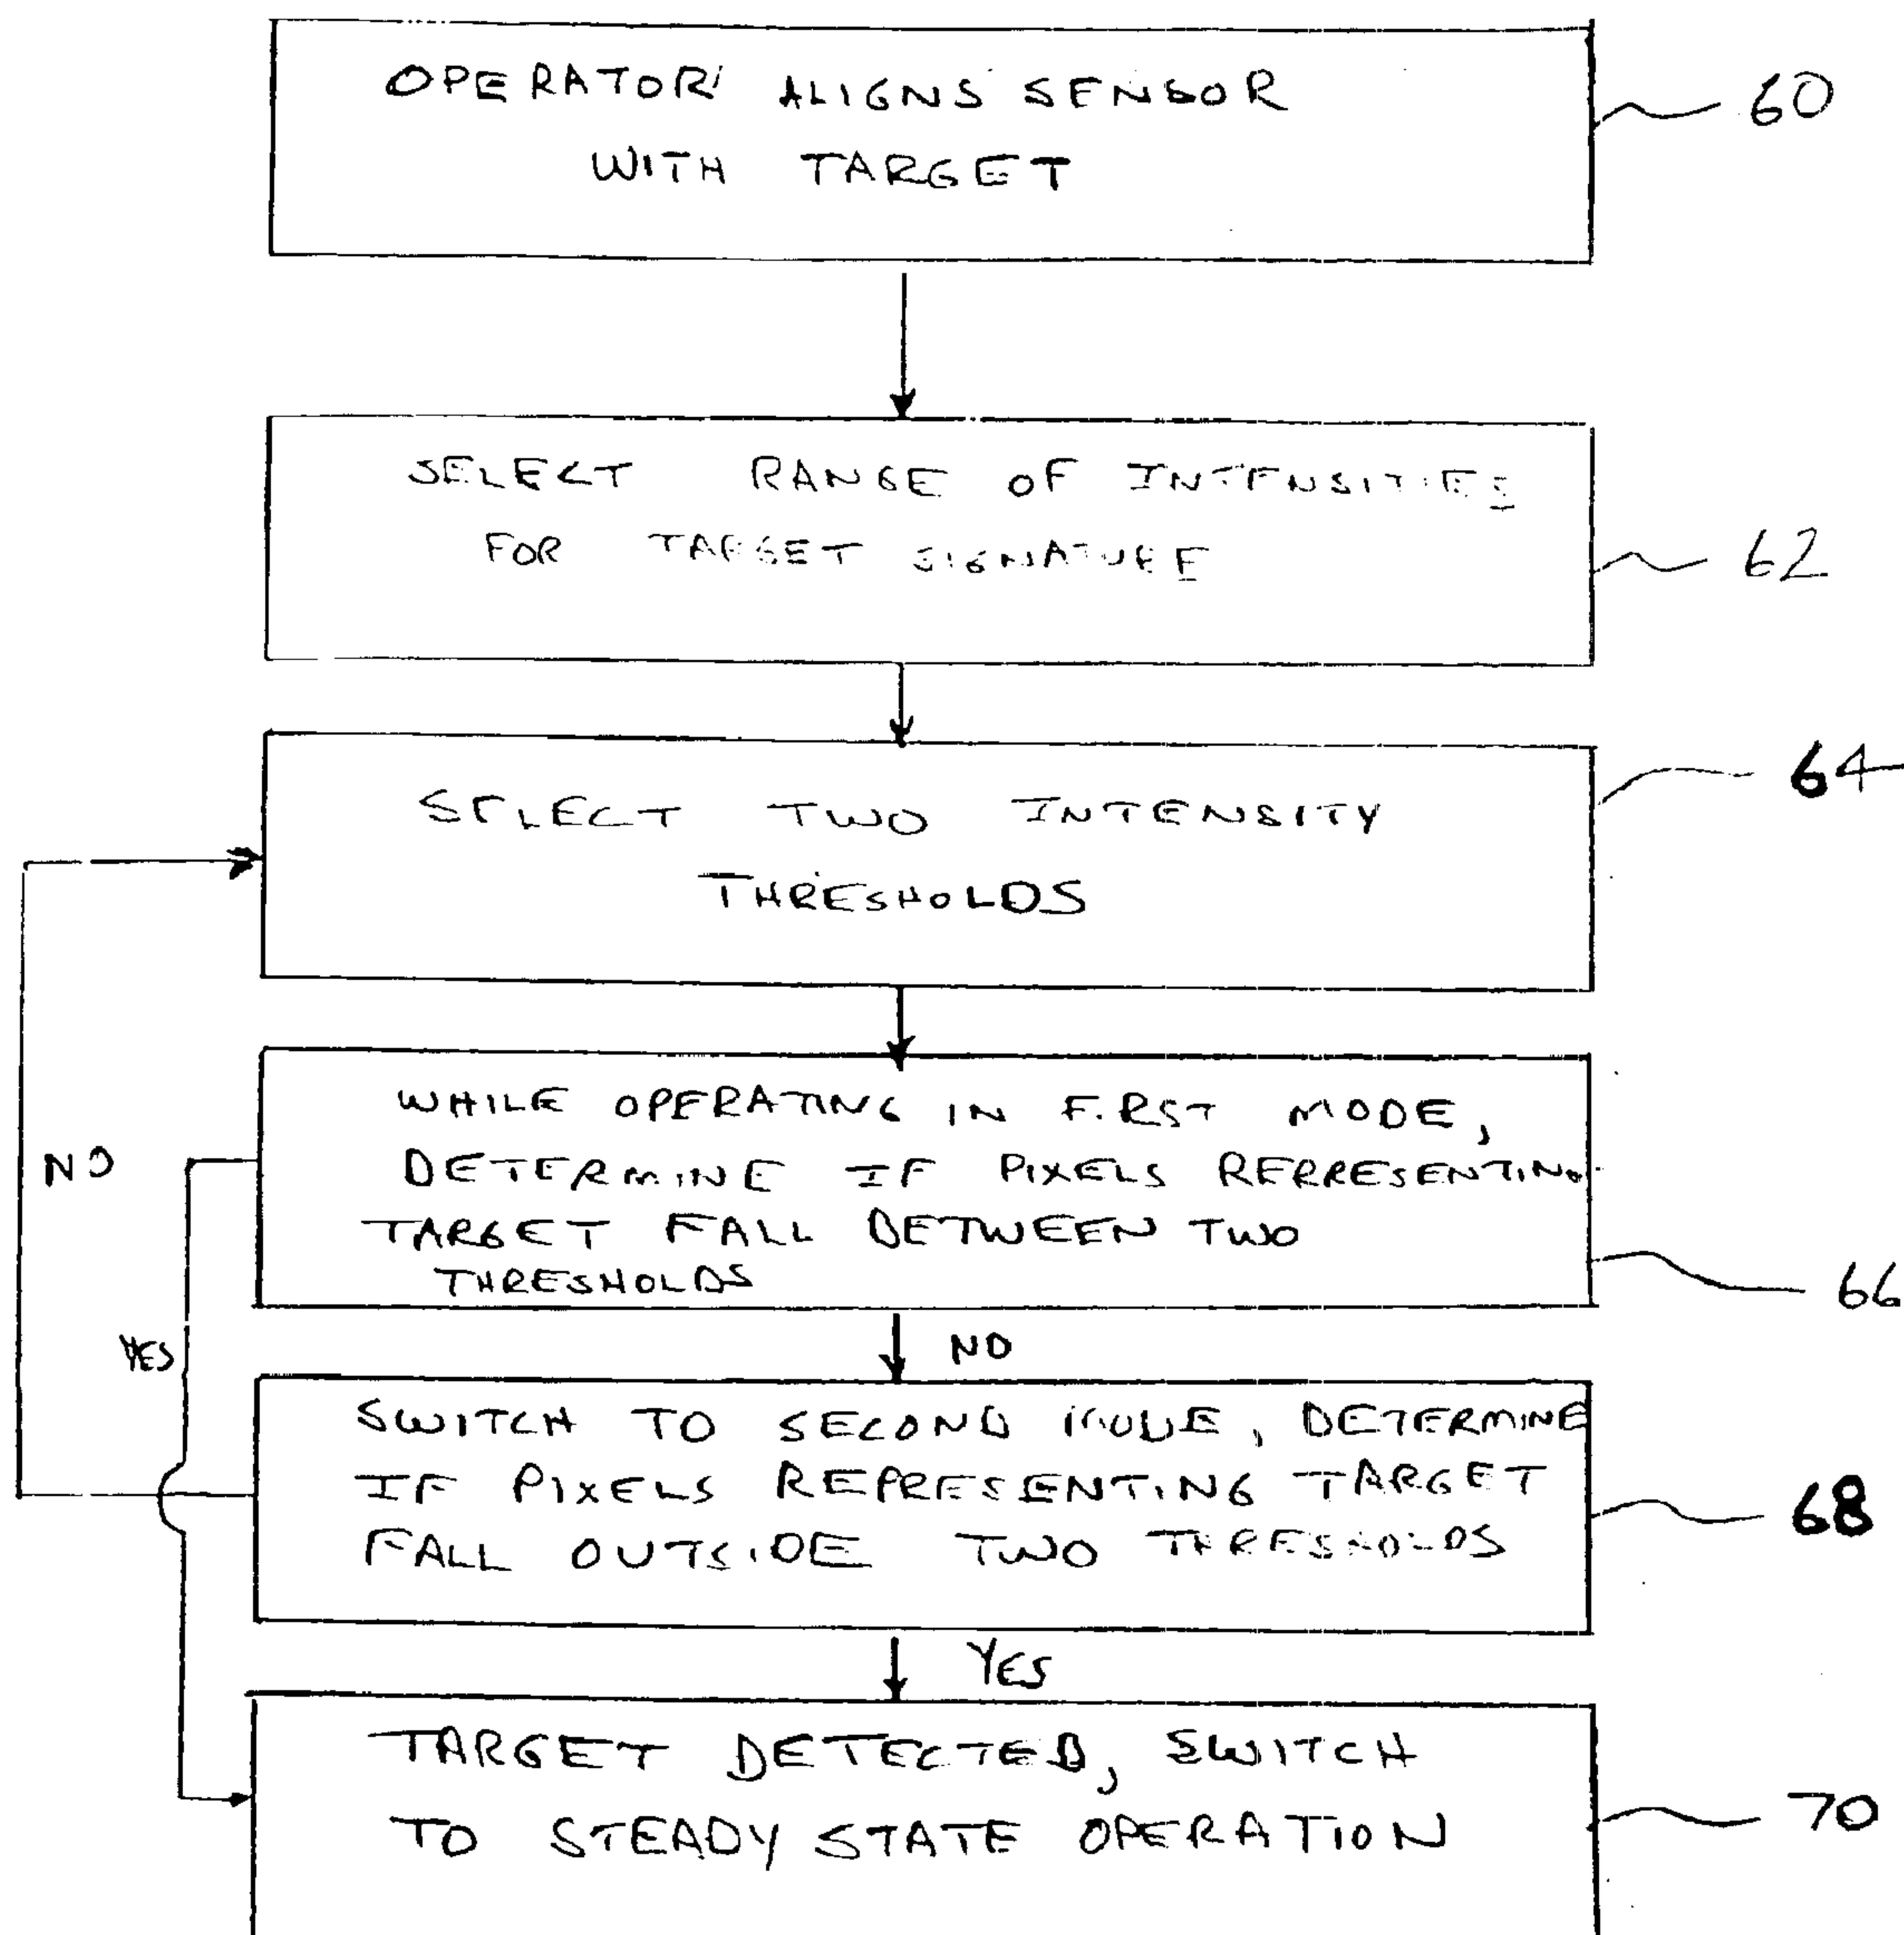 OPERATOR ALIGNS SENSOR
WITH TARGET
60
SELECT RANGE OF INTENSITIES
FOR TARGET SIGNATURE
62
SELECT TWO INTENSITY
THRESHOLDS
64
WHILE OPERATING IN FIRST MODE,
DETERMINE IF PIXELS REPRESENTING
TARGET FALL BETWEEN TWO
THRESHOLDS
66
NO
YES
NO
SWITCH TO SECOND MODE, DETERMINE
IF PIXELS REPRESENTING TARGET
FALL OUTSIDE TWO THRESHOLDS
68
YES
TARGET DETECTED, SWITCH
TO STEADY STATE OPERATION
70